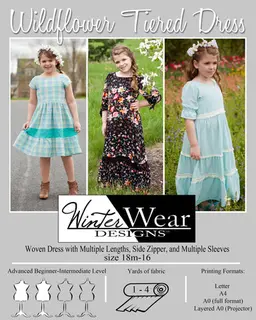 Wildflower Tiered Dress
Winter Wear
DESIGNS
Woven Dress with Multiple Lengths, Side Zipper, and Multiple Sleeves
size 18m-16
Advanced Beginner-Intermediate Level
Yards of fabric
Printing Formats:
1 - 4
Letter
A4
A0 (full format)
Layered A0 (Projector)